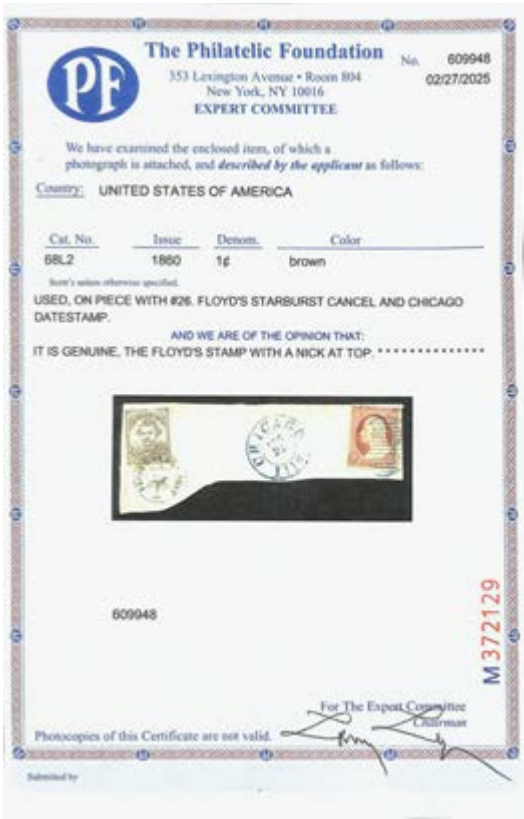 PF
The Philatelic Foundation
No. 609948
353 Lexington Avenue • Room 804
02/27/2025
New York, NY 10016
EXPERT COMMITTEE
We have examined the enclosed item, of which a
photograph is attached, and described by the applicant as follows:
Country: UNITED STATES OF AMERICA
Cat. No. Issue Denom. Color
68L2 1860 1¢ brown
Scott's unless otherwise specified.
USED, ON PIECE WITH #26. FLOYD'S STARBURST CANCEL AND CHICAGO
DATESTAMP.
AND WE ARE OF THE OPINION THAT:
IT IS GENUINE, THE FLOYD'S STAMP WITH A NICK AT TOP. ***************
CHICAGO
ILL
609948
M372129
For The Expert Committee
Chairman
Photocopies of this Certificate are not valid.
Submitted by